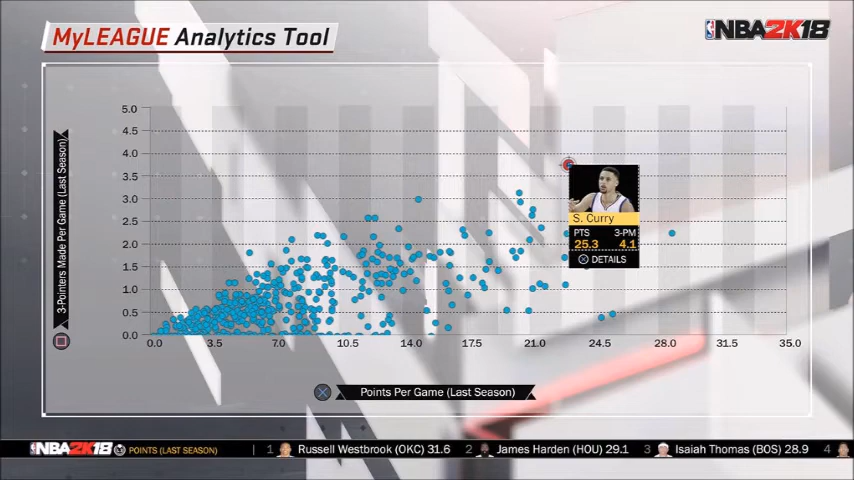 MyLEAGUE Analytics Tool
NBA2K18
3-Pointers Made Per Game (Last Season)
5.0
4.5
4.0
3.5
3.0
2.5
2.0
1.5
1.0
0.5
0.0
S. Curry
PTS 3-PM
25.3 4.1
DETAILS
0.0 3.5 7.0 10.5 14.0 17.5 21.0 24.5 28.0 31.5 35.0
Points Per Game (Last Season)
NBA2K18 POINTS (LAST SEASON) 1 Russell Westbrook (OKC) 31.6 2 James Harden (HOU) 29.1 3 Isaiah Thomas (BOS) 28.9 4